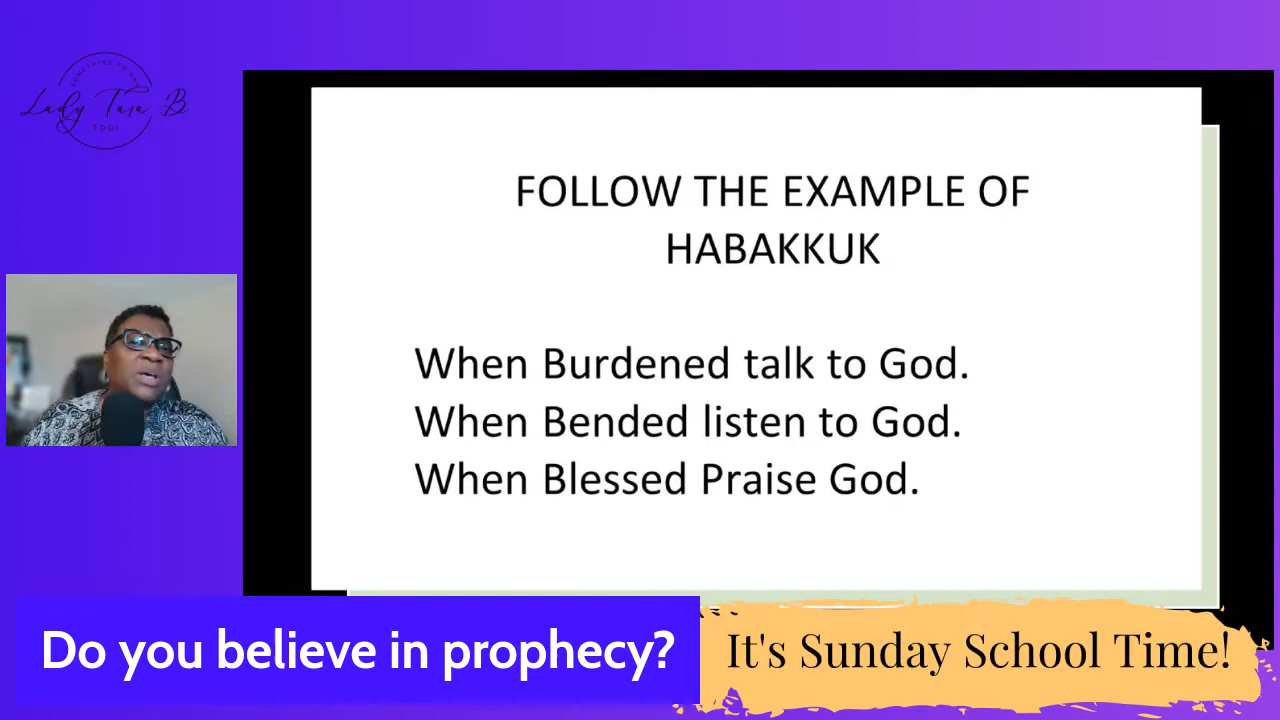 Lady Tara B
FOLLOW THE EXAMPLE OF
HABAKKUK
When Burdened talk to God.
When Bended listen to God.
When Blessed Praise God.
Do you believe in prophecy?
It's Sunday School Time!